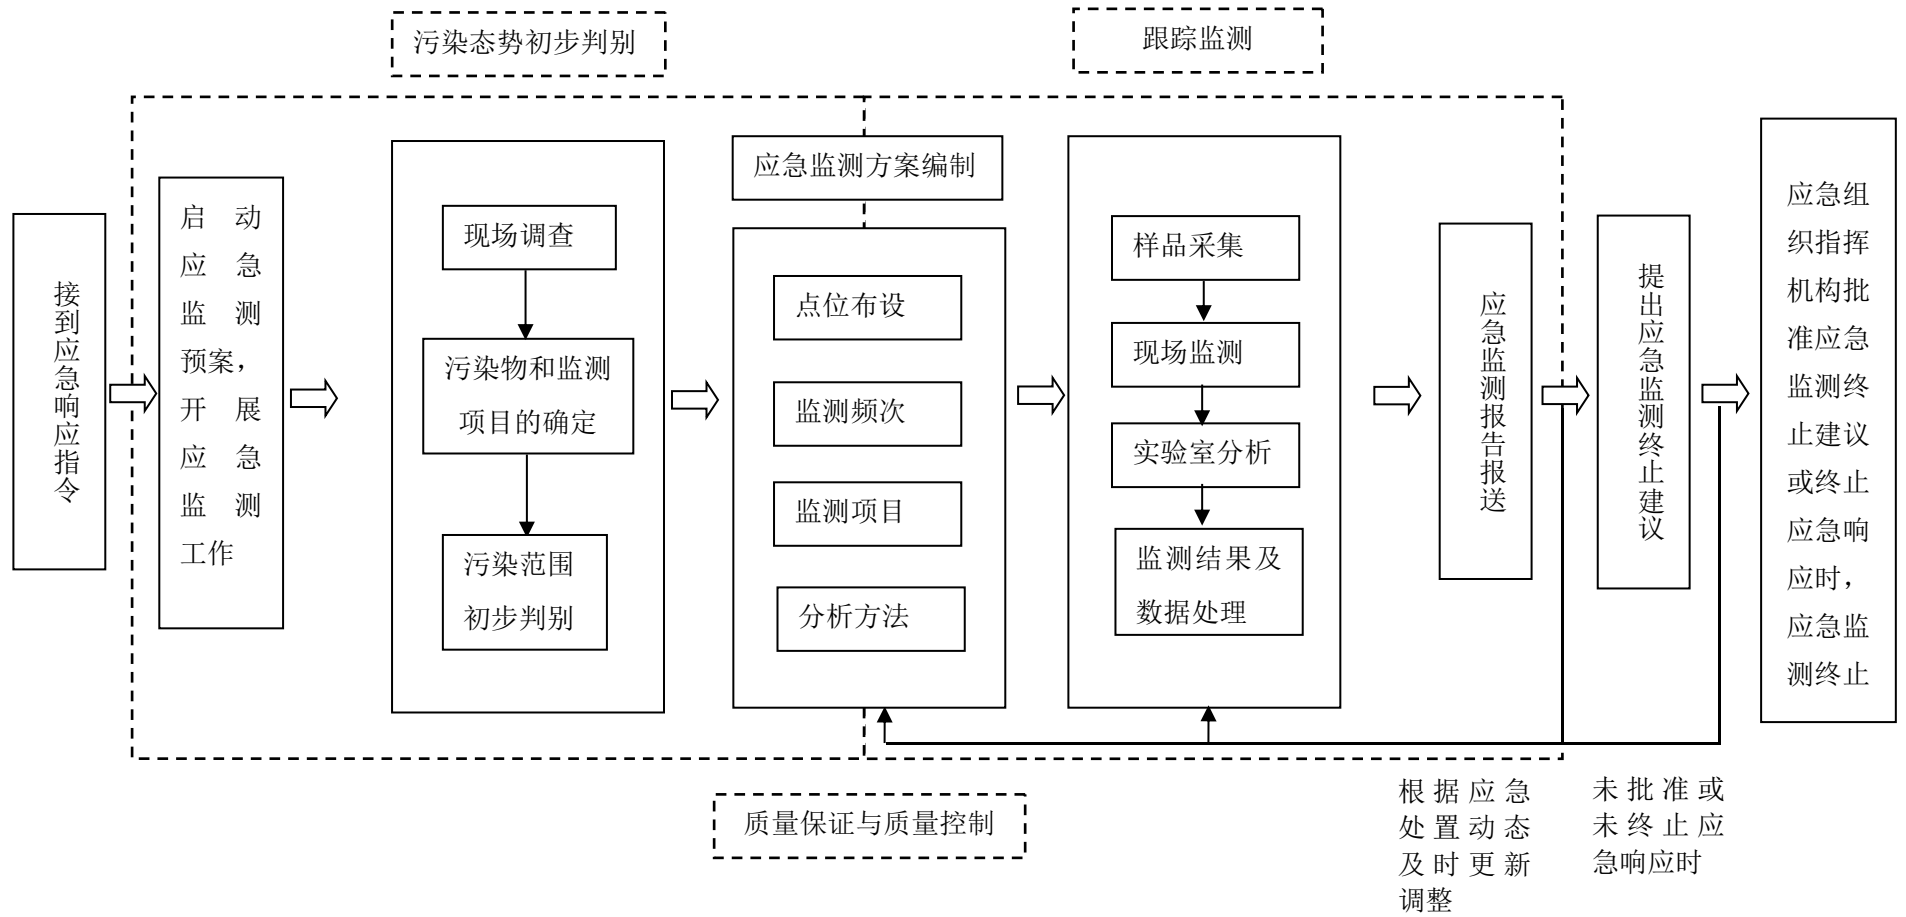 污染态势初步判别
跟踪监测
接到应急响应指令
启动
应急
监测
预案，
开展
应急
监测
工作
现场调查
污染物和监测
项目的确定
污染范围
初步判别
应急监测方案编制
点位布设
监测频次
监测项目
分析方法
样品采集
现场监测
实验室分析
监测结果及
数据处理
应急监测报告报送
提出应急监测终止建议
应急组
织指挥
机构批
准应急
监测终
止建议
或终止
应急响
应时，
应急监
测终止
质量保证与质量控制
根据应急
处置动态
及时更新
调整
未批准或
未终止应
急响应时